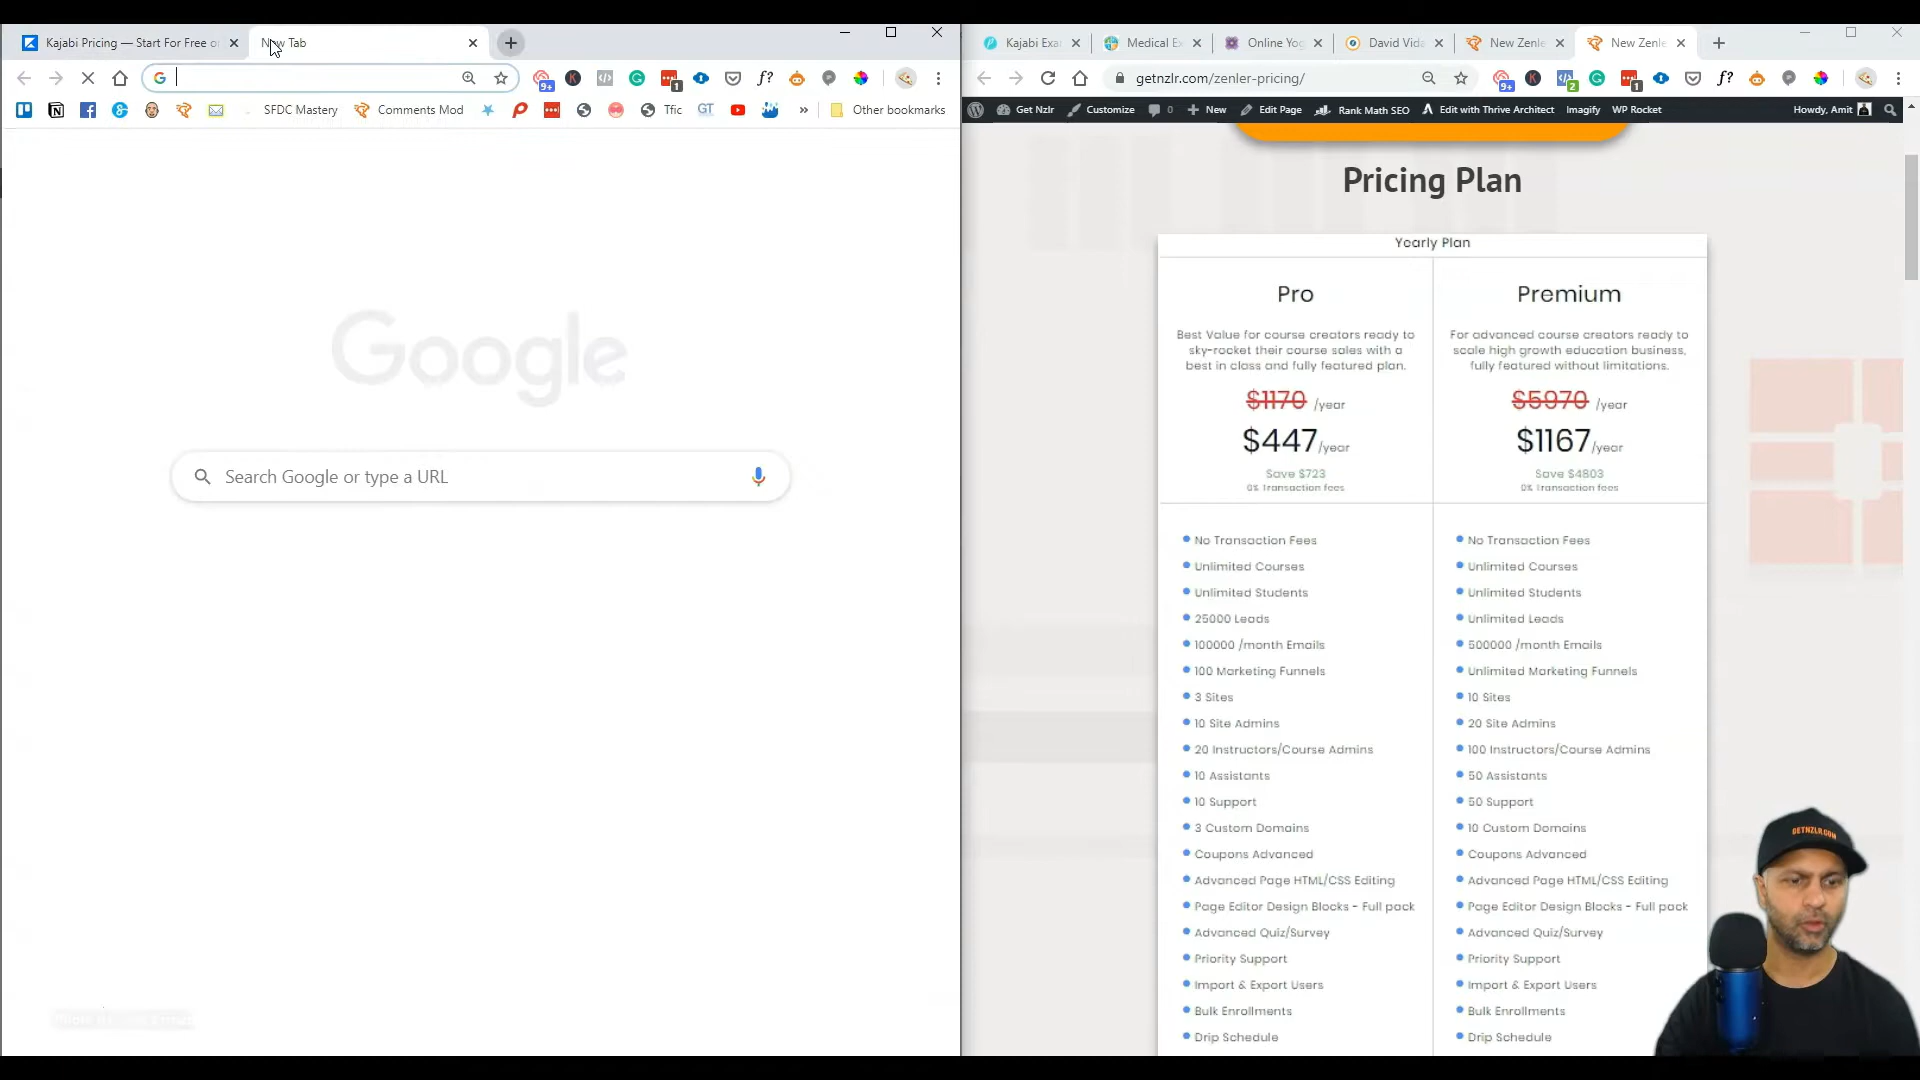 Kajabi Pricing — Start For Free o
New Tab
9+
1
SFDC Mastery
Comments Mod
Tfic
GT
»
Other bookmarks
Google
Search Google or type a URL
Kajabi Exa
Medical E
Online Yo
David Vid
New Zenle
New Zenle
getnzlr.com/zenler-pricing/
9+
2
1
Get Nzlr
Customize
0
New
Edit Page
Rank Math SEO
Edit with Thrive Architect
Imagify
WP Rocket
Howdy, Amit
Pricing Plan
Yearly Plan
Pro
Best Value for course creators ready to
sky-rocket their course sales with a
best in class and fully featured plan.
$1170 /year
$447/year
Save $723
0% Transaction fees
No Transaction Fees
Unlimited Courses
Unlimited Students
25000 Leads
100000 /month Emails
100 Marketing Funnels
3 Sites
10 Site Admins
20 Instructors/Course Admins
10 Assistants
10 Support
3 Custom Domains
Coupons Advanced
Advanced Page HTML/CSS Editing
Page Editor Design Blocks - Full pack
Advanced Quiz/Survey
Priority Support
Import & Export Users
Bulk Enrollments
Drip Schedule
Premium
For advanced course creators ready to
scale high growth education business,
fully featured without limitations.
$5970 /year
$1167/year
Save $4803
0% Transaction fees
No Transaction Fees
Unlimited Courses
Unlimited Students
Unlimited Leads
500000 /month Emails
Unlimited Marketing Funnels
10 Sites
20 Site Admins
100 Instructors/Course Admins
50 Assistants
50 Support
10 Custom Domains
Coupons Advanced
Advanced Page HTML/CSS Editing
Page Editor Design Blocks - Full pack
Advanced Quiz/Survey
Priority Support
Import & Export Users
Bulk Enrollments
Drip Schedule
GETNZLR.COM